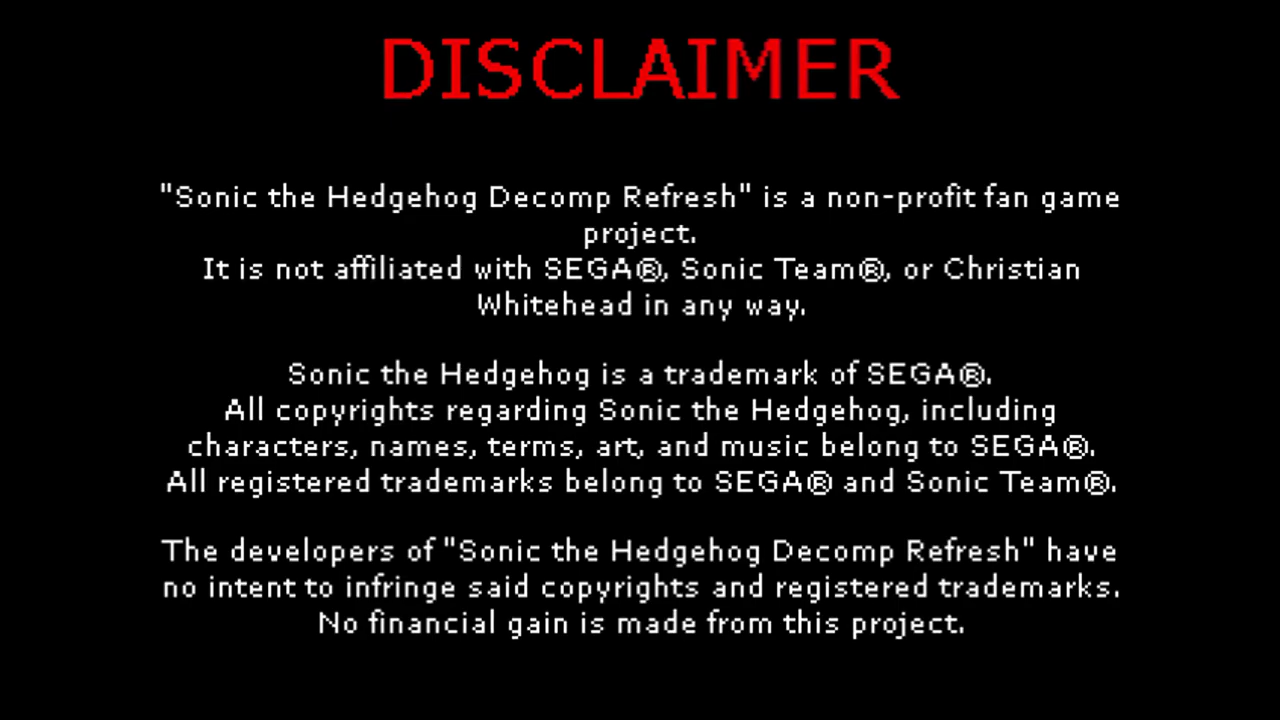 DISCLAIMER
"Sonic the Hedgehog Decomp Refresh" is a non-profit fan game
project.
It is not affiliated with SEGA®, Sonic Team®, or Christian
Whitehead in any way.
Sonic the Hedgehog is a trademark of SEGA®.
All copyrights regarding Sonic the Hedgehog, including
characters, names, terms, art, and music belong to SEGA®.
All registered trademarks belong to SEGA® and Sonic Team®.
The developers of "Sonic the Hedgehog Decomp Refresh" have
no intent to infringe said copyrights and registered trademarks.
No financial gain is made from this project.